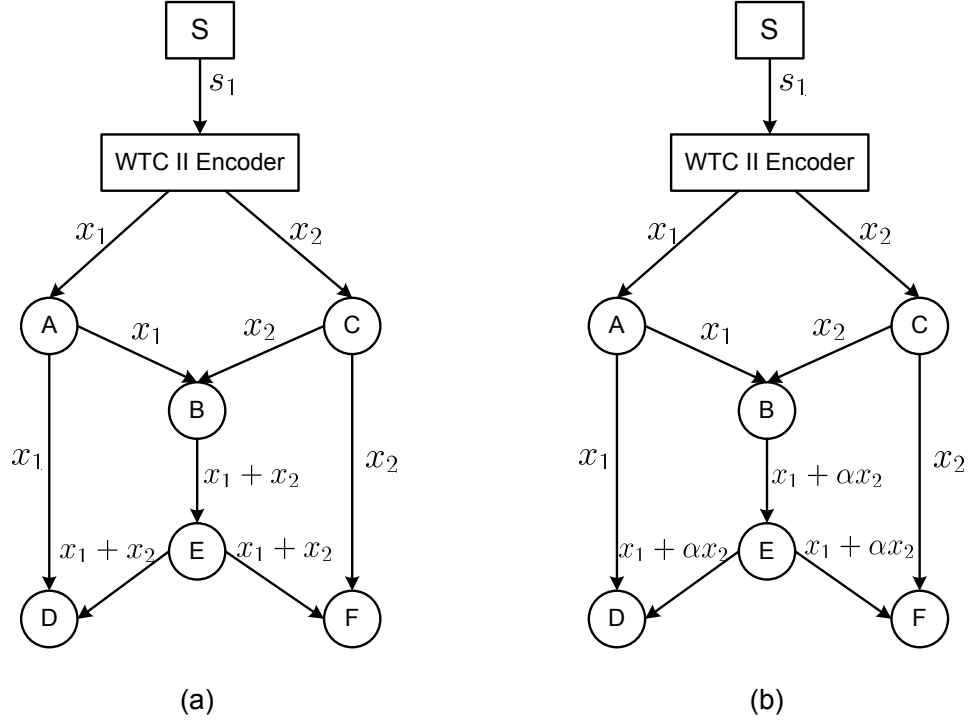 S
s₁
WTC II Encoder
x₁
x₂
A
C
x₁
x₂
B
x₁
x₁ + x₂
x₂
x₁ + x₂
E
x₁ + x₂
D
F
(a)
S
s₁
WTC II Encoder
x₁
x₂
A
C
x₁
x₂
B
x₁
x₁ + αx₂
x₂
x₁ + αx₂
E
x₁ + αx₂
D
F
(b)